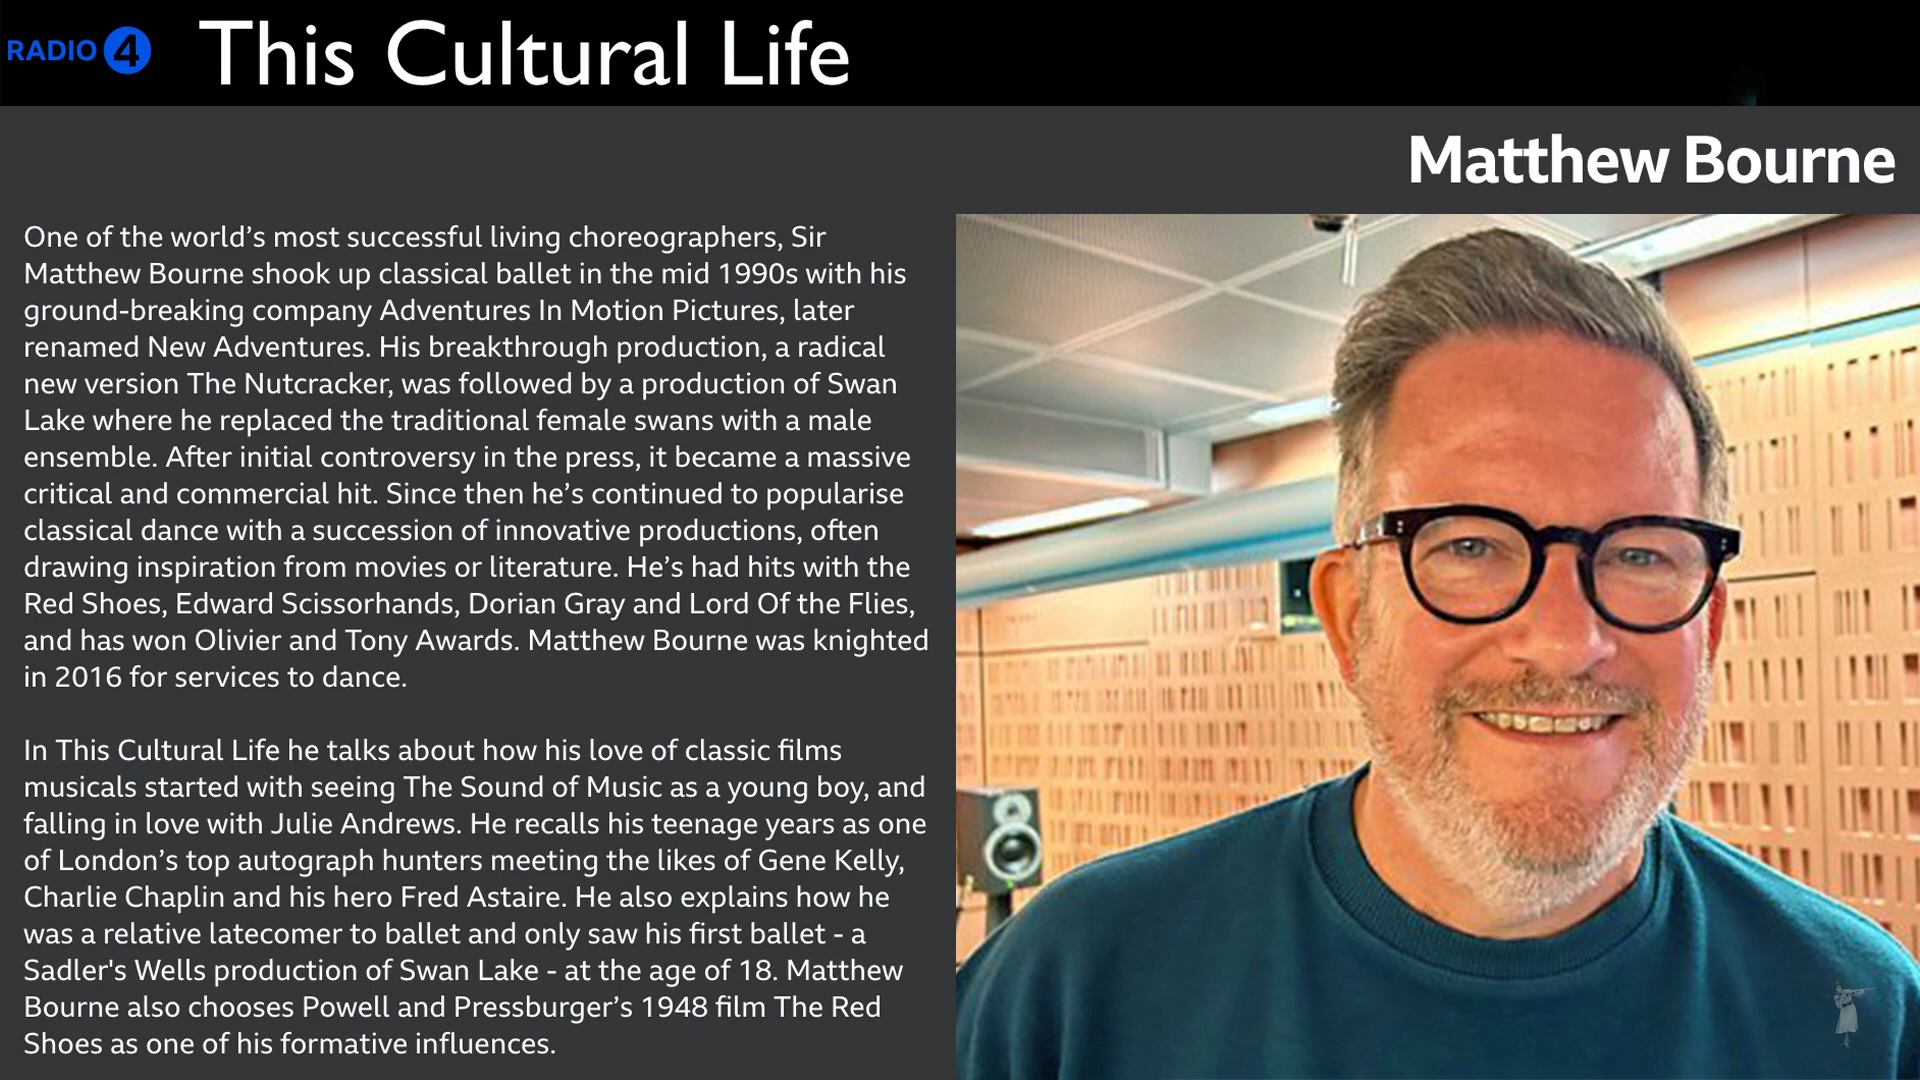 RADIO 4 This Cultural Life
Matthew Bourne
One of the world’s most successful living choreographers, Sir
Matthew Bourne shook up classical ballet in the mid 1990s with his
ground-breaking company Adventures In Motion Pictures, later
renamed New Adventures. His breakthrough production, a radical
new version The Nutcracker, was followed by a production of Swan
Lake where he replaced the traditional female swans with a male
ensemble. After initial controversy in the press, it became a massive
critical and commercial hit. Since then he’s continued to popularise
classical dance with a succession of innovative productions, often
drawing inspiration from movies or literature. He’s had hits with the
Red Shoes, Edward Scissorhands, Dorian Gray and Lord Of the Flies,
and has won Olivier and Tony Awards. Matthew Bourne was knighted
in 2016 for services to dance.
In This Cultural Life he talks about how his love of classic films
musicals started with seeing The Sound of Music as a young boy, and
falling in love with Julie Andrews. He recalls his teenage years as one
of London’s top autograph hunters meeting the likes of Gene Kelly,
Charlie Chaplin and his hero Fred Astaire. He also explains how he
was a relative latecomer to ballet and only saw his first ballet - a
Sadler's Wells production of Swan Lake - at the age of 18. Matthew
Bourne also chooses Powell and Pressburger’s 1948 film The Red
Shoes as one of his formative influences.